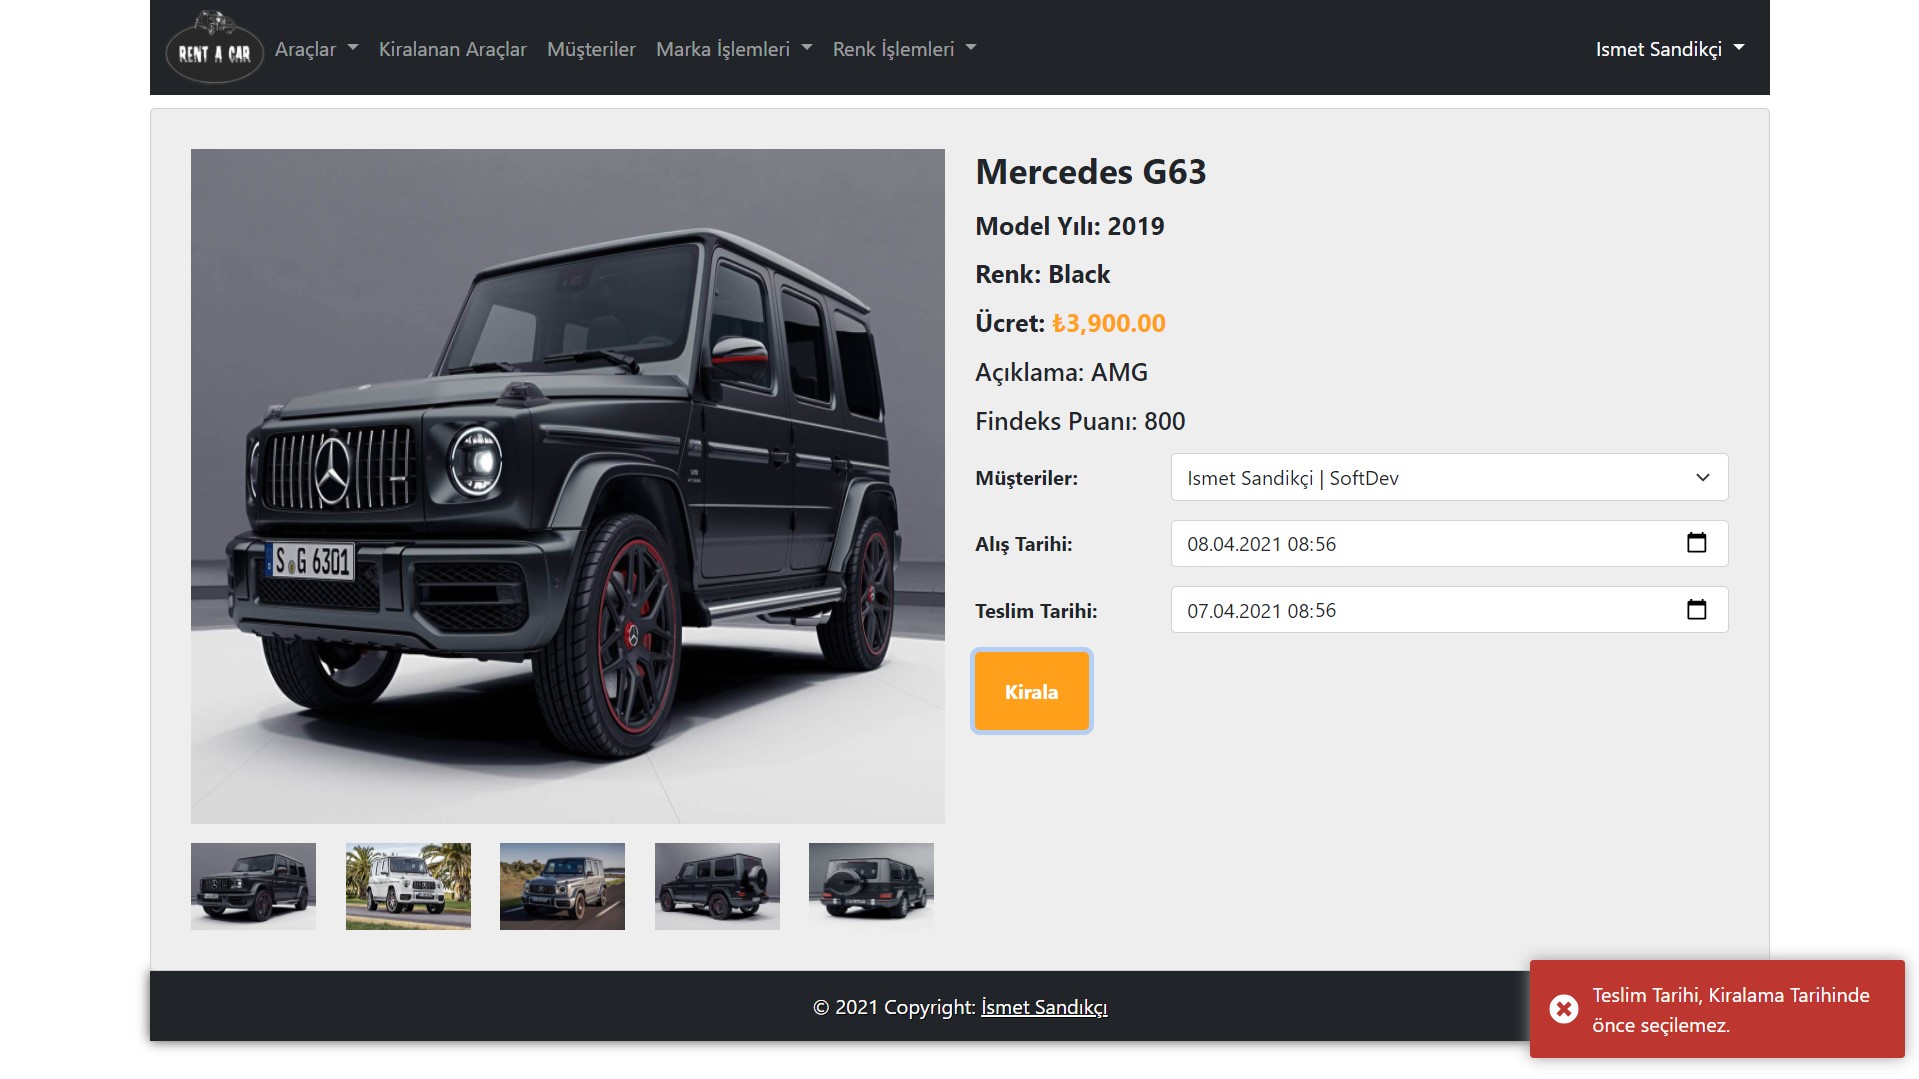 RENT A CAR
Araçlar
Kiralanan Araçlar
Müşteriler
Marka İşlemleri
Renk İşlemleri
Ismet Sandikçi
S G 6301
Mercedes G63
Model Yılı: 2019
Renk: Black
Ücret: ₺3,900.00
Açıklama: AMG
Findeks Puanı: 800
Müşteriler:
Ismet Sandikçi | SoftDev
Alış Tarihi:
08.04.2021 08:56
Teslim Tarihi:
07.04.2021 08:56
Kirala
© 2021 Copyright: İsmet Sandıkçı
Teslim Tarihi, Kiralama Tarihinde
önce seçilemez.